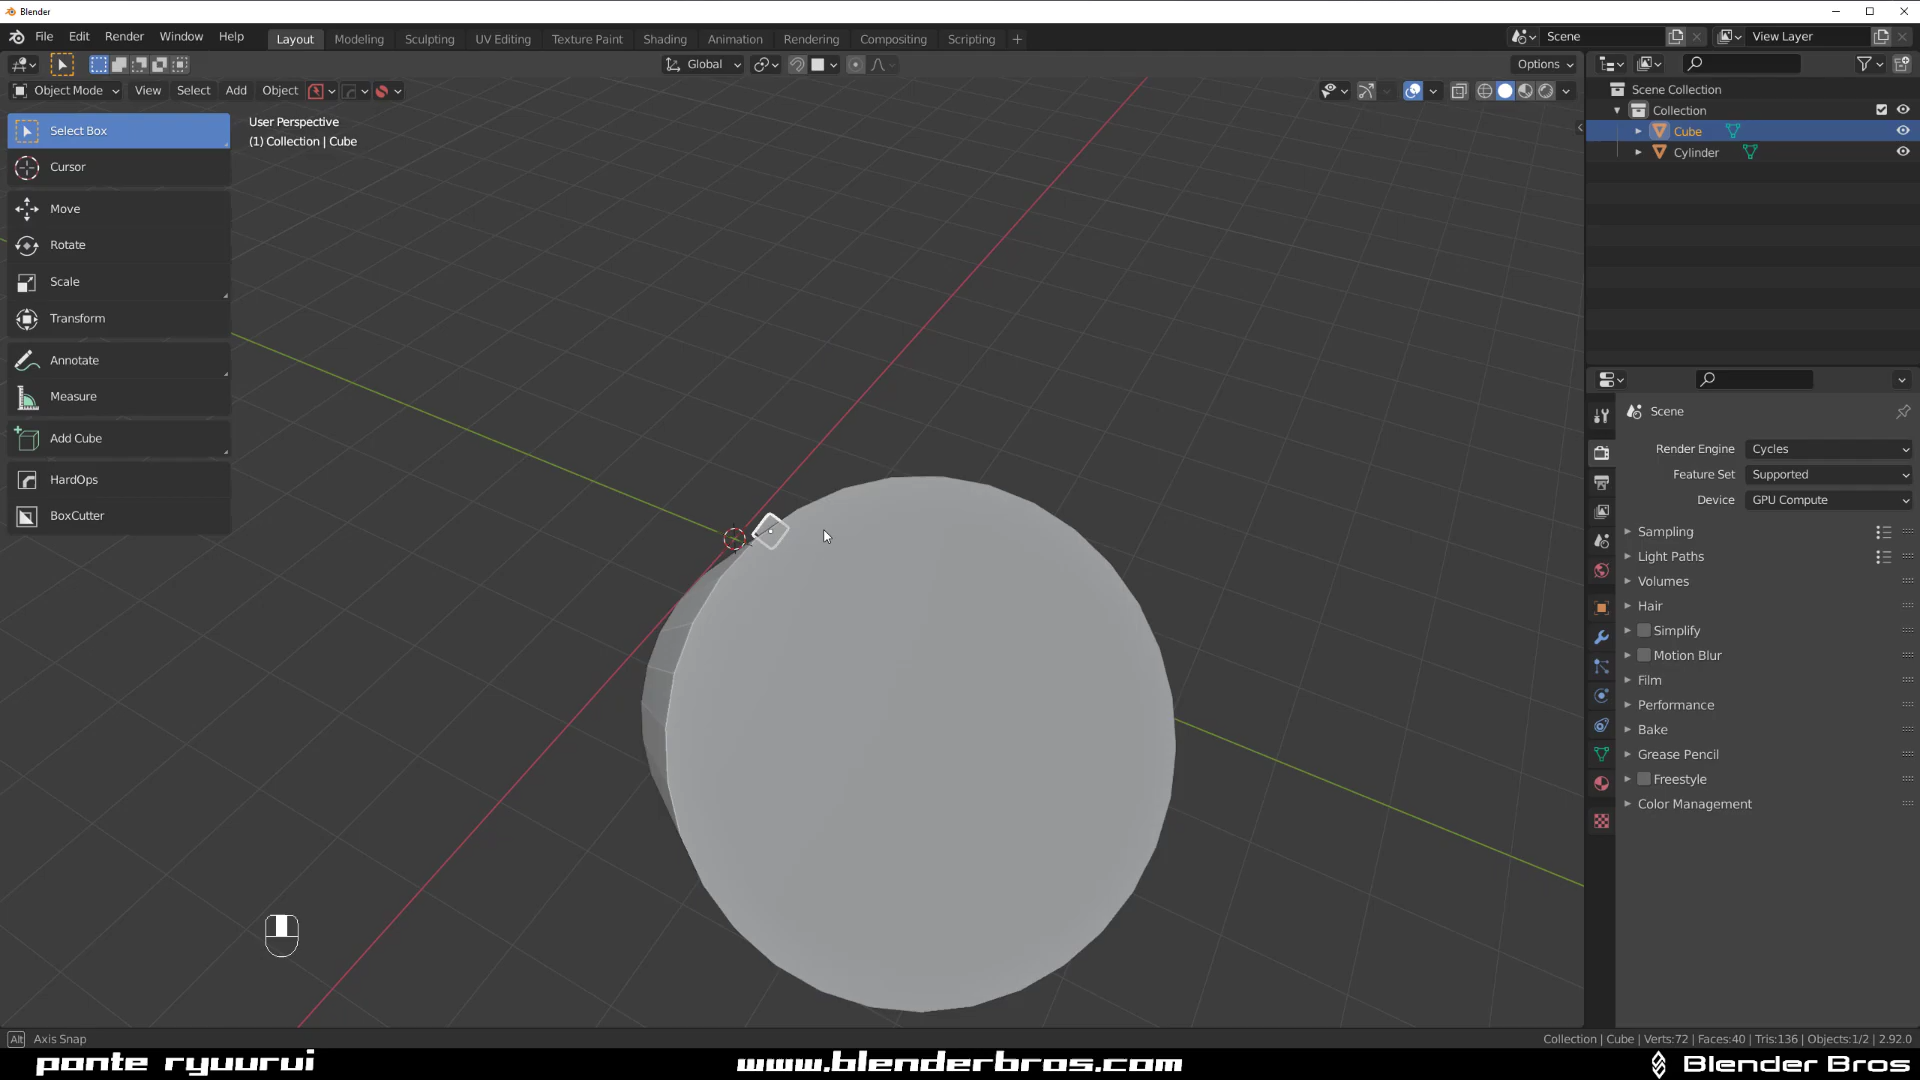 Blender
File Edit Render Window Help Layout Modeling Sculpting UV Editing Texture Paint Shading Animation Rendering Compositing Scripting + Scene View Layer
Global Options
Object Mode View Select Add Object
User Perspective
(1) Collection | Cube
Select Box
Cursor
Move
Rotate
Scale
Transform
Annotate
Measure
Add Cube
HardOps
BoxCutter
Scene Collection
Collection
Cube
Cylinder
Scene
Render Engine Cycles
Feature Set Supported
Device GPU Compute
Sampling
Light Paths
Volumes
Hair
Simplify
Motion Blur
Film
Performance
Bake
Grease Pencil
Freestyle
Color Management
Alt Axis Snap
Collection | Cube | Verts:72 | Faces:40 | Tris:136 | Objects:1/2 | 2.92.0
ponte ryuurui www.blenderbros.com Blender Bros